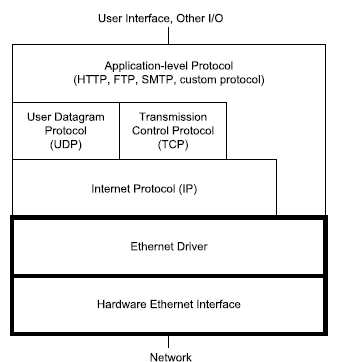 User Interface, Other I/O
Application-level Protocol
(HTTP, FTP, SMTP, custom protocol)
User Datagram
Protocol
(UDP)
Transmission
Control Protocol
(TCP)
Internet Protocol (IP)
Ethernet Driver
Hardware Ethernet Interface
Network